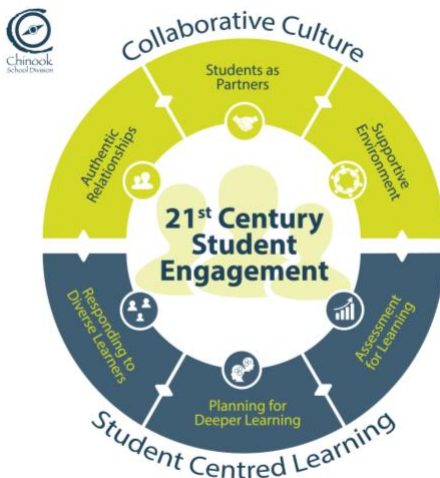 Chinook
School Division
Collaborative Culture
Students as
Partners
Authentic
Relationships
Supportive
Environment
21st Century
Student
Engagement
Responding to
Diverse Learners
Assessment
for Learning
Planning for
Deeper Learning
Student Centred Learning